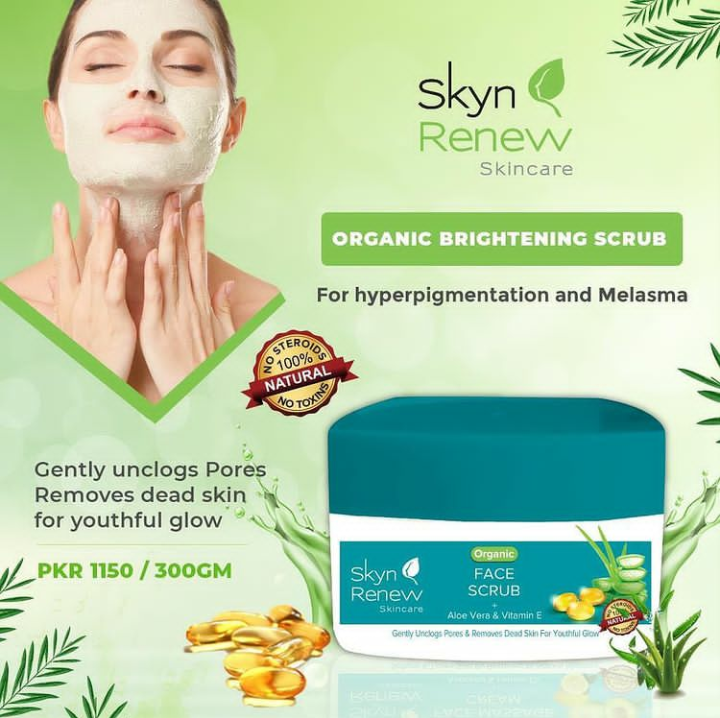 Skyn
Renew
Skincare
ORGANIC BRIGHTENING SCRUB
For hyperpigmentation and Melasma
NO STEROIDS
100%
NATURAL
NO TOXINS
Gently unclogs Pores
Removes dead skin
for youthful glow
PKR 1150 / 300GM
Skyn
Renew
Skincare
Organic
FACE
SCRUB
+
Aloe Vera & Vitamin E
NATURAL
Gently Unclogs Pores & Removes Dead Skin For Youthful Glow